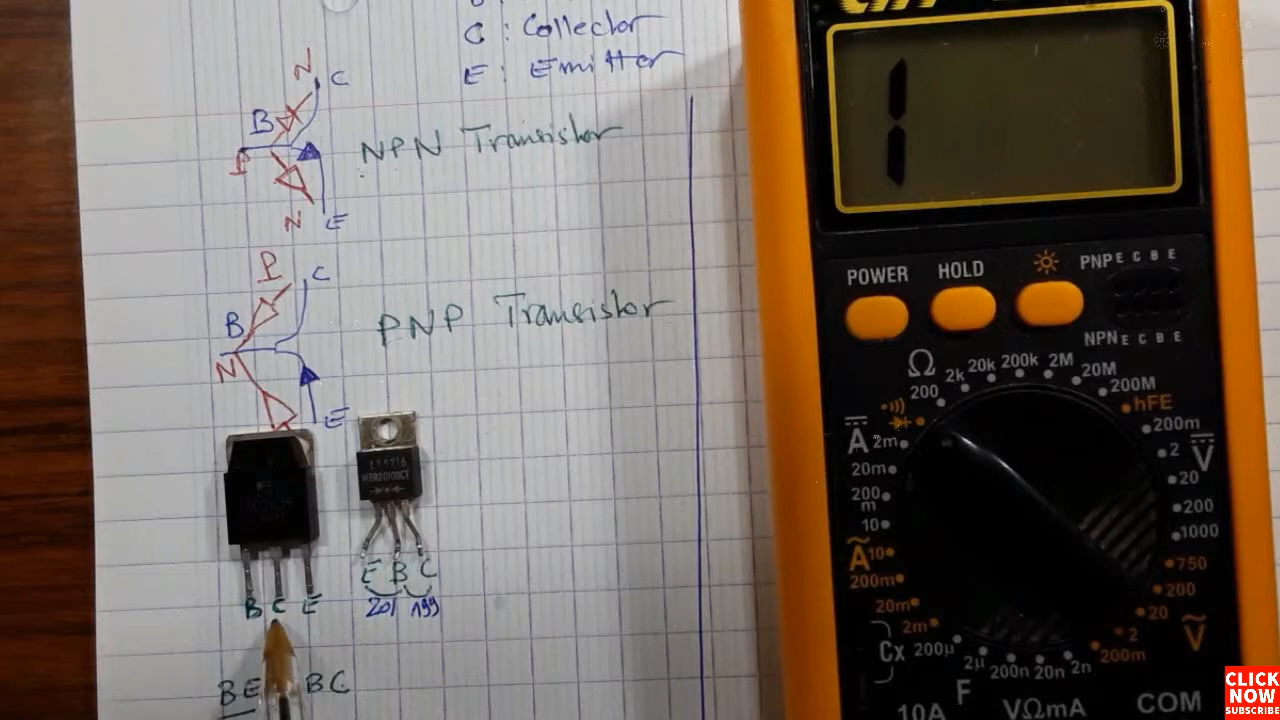 C : Collector
E : Emitter
N
C
B
P
NPN Transistor
N
E
P
C
B
PNP Transistor
N
E
E B C
201 199
B C E
BE BC
1
POWER
HOLD
PNP E C B E
NPN E C B E
Ω
200
2k
20k
200k
2M
20M
200M
hFE
200m
2
V
20
200
1000
750
200
20
2
200m
V
A
2m
20m
200
m
10
A
10
200m
20m
2m
Cx
200µ
2µ
200n
20n
2n
F
10A
VΩmA
COM
CLICK
NOW
SUBSCRIBE